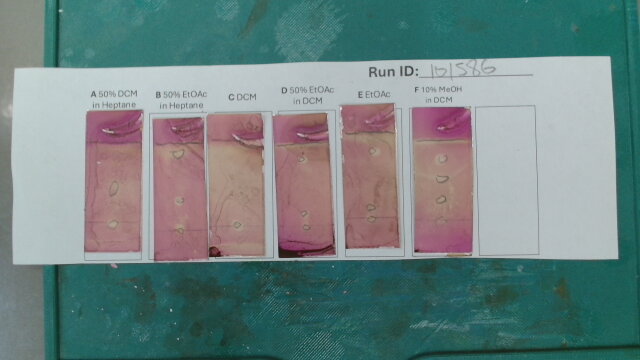 Run ID: 101586
A 50% DCM
in Heptane
B 50% EtOAc
in Heptane
C DCM
D 50% EtOAc
in DCM
E EtOAc
F 10% MeOH
in DCM